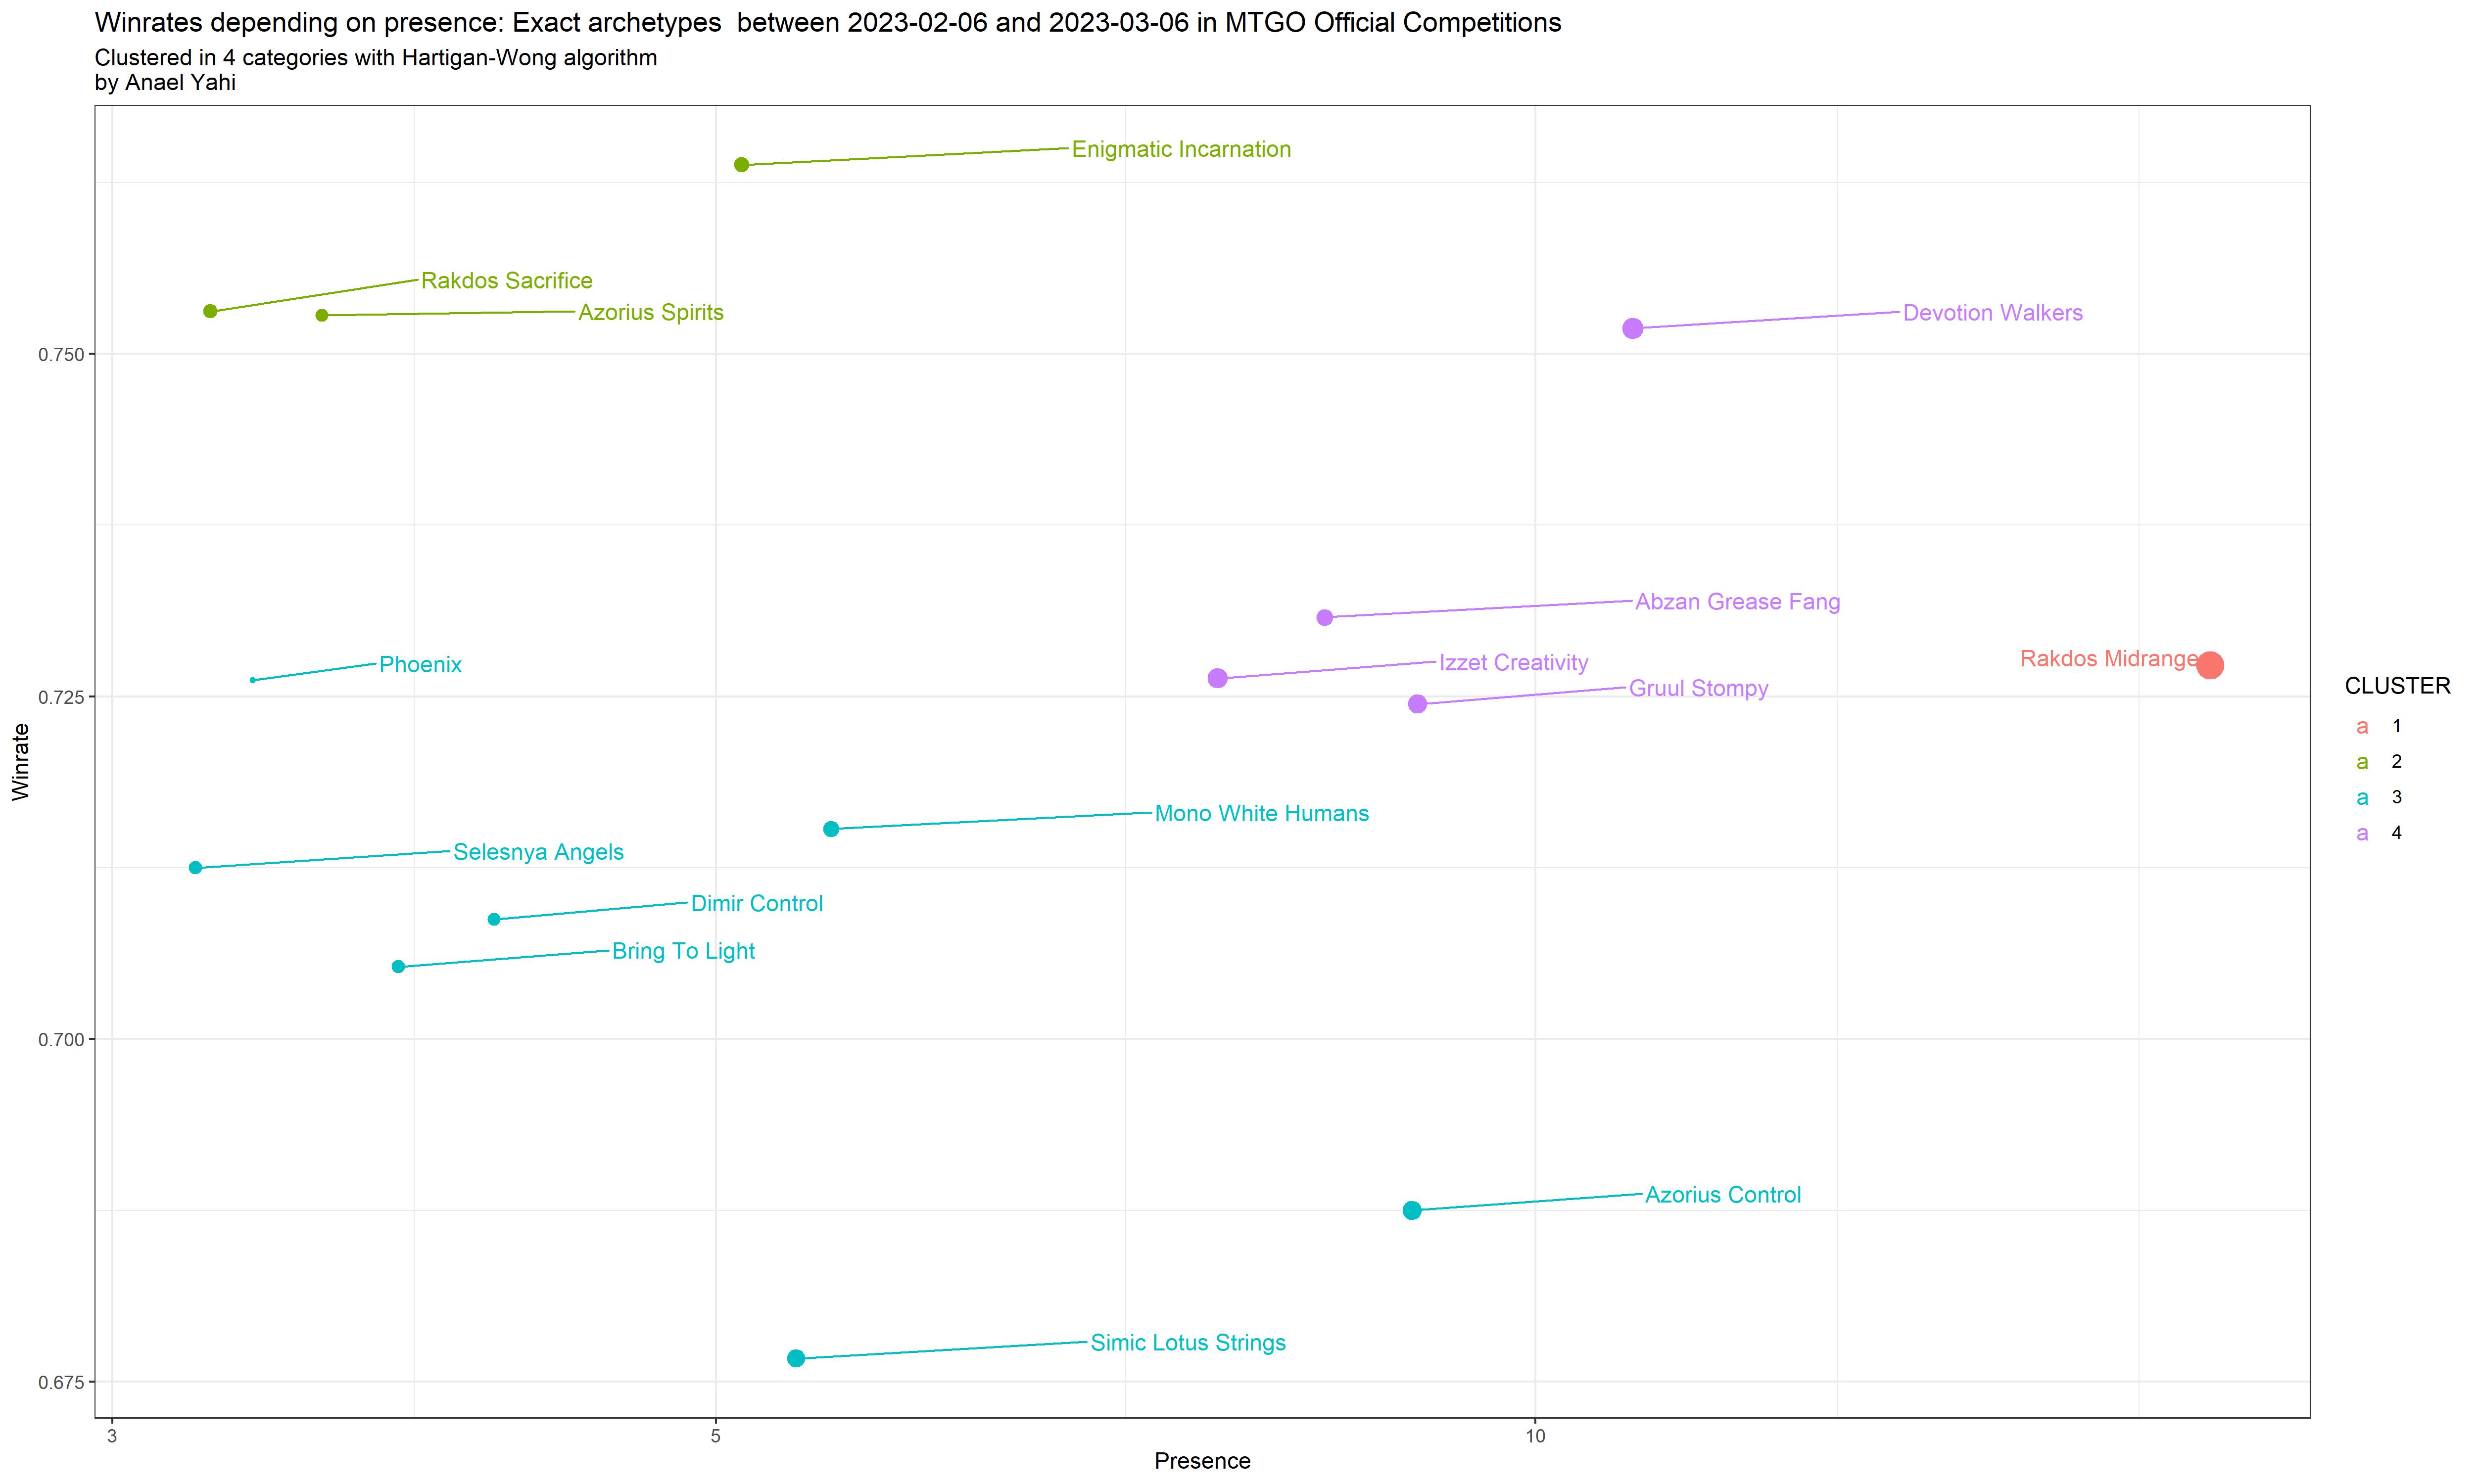 Winrates depending on presence: Exact archetypes  between 2023-02-06 and 2023-03-06 in MTGO Official Competitions
Clustered in 4 categories with Hartigan-Wong algorithm
by Anael Yahi
Enigmatic Incarnation
Rakdos Sacrifice
Azorius Spirits
Devotion Walkers
0.750
Abzan Grease Fang
Phoenix
Izzet Creativity
Rakdos Midrange
Gruul Stompy
0.725
CLUSTER
a 1
a 2
a 3
a 4
Winrate
Mono White Humans
Selesnya Angels
Dimir Control
Bring To Light
0.700
Azorius Control
Simic Lotus Strings
0.675
3
5
10
Presence